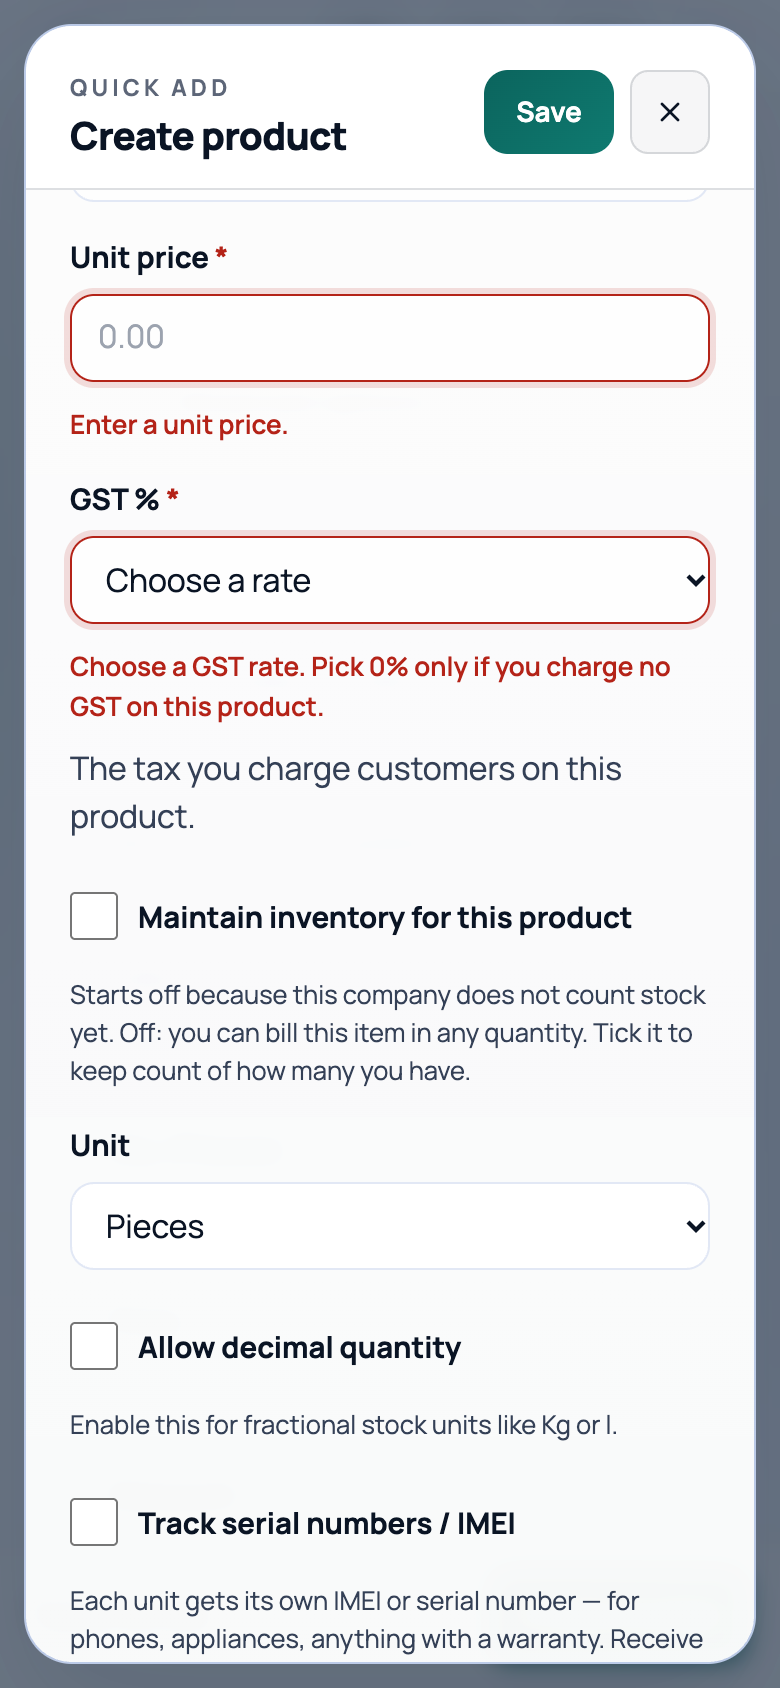 QUICK ADD
Create product
Save
Unit price *
0.00
Enter a unit price.
GST % *
Choose a rate
Choose a GST rate. Pick 0% only if you charge no
GST on this product.
The tax you charge customers on this
product.
Maintain inventory for this product
Starts off because this company does not count stock
yet. Off: you can bill this item in any quantity. Tick it to
keep count of how many you have.
Unit
Pieces
Allow decimal quantity
Enable this for fractional stock units like Kg or l.
Track serial numbers / IMEI
Each unit gets its own IMEI or serial number — for
phones, appliances, anything with a warranty. Receive